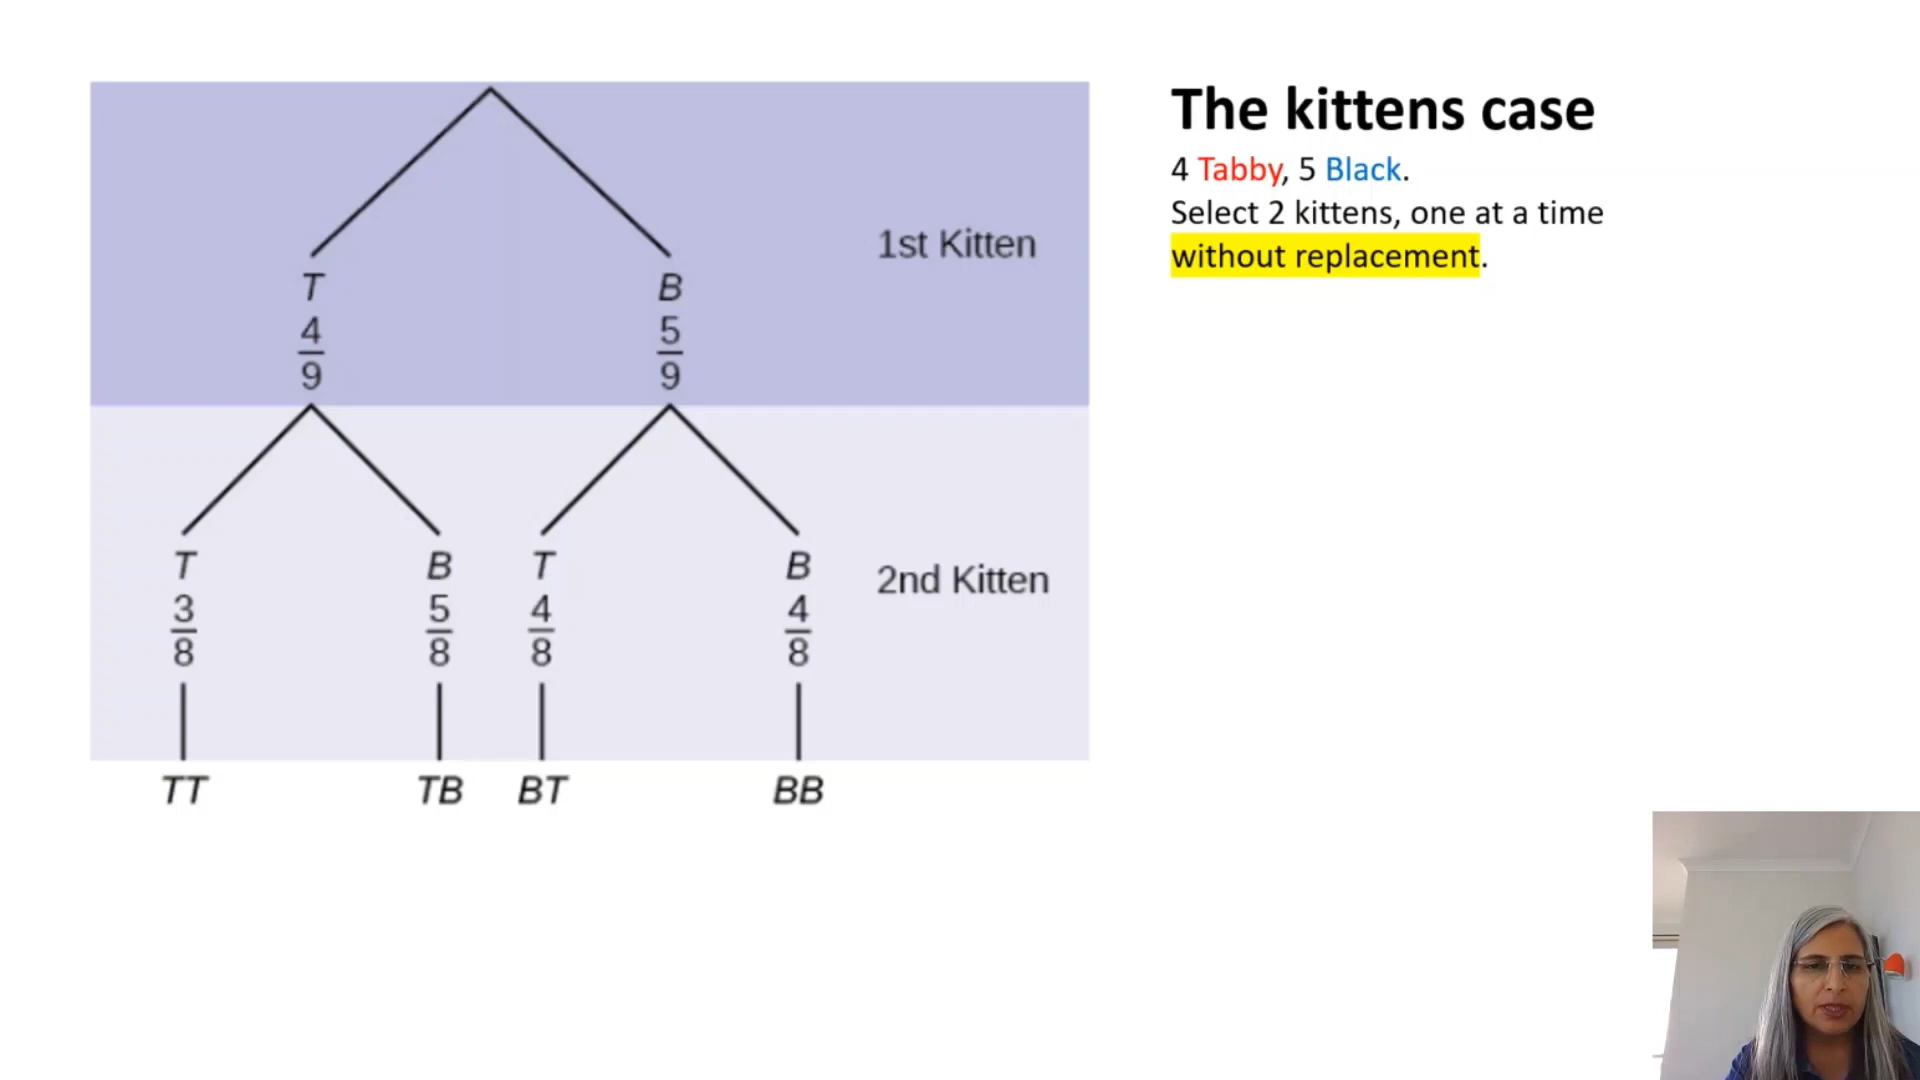 The kittens case
4 Tabby, 5 Black.
Select 2 kittens, one at a time
without replacement.
1st Kitten
T B
4 5
9 9
2nd Kitten
T B T B
3 5 4 4
8 8 8 8
TT TB BT BB